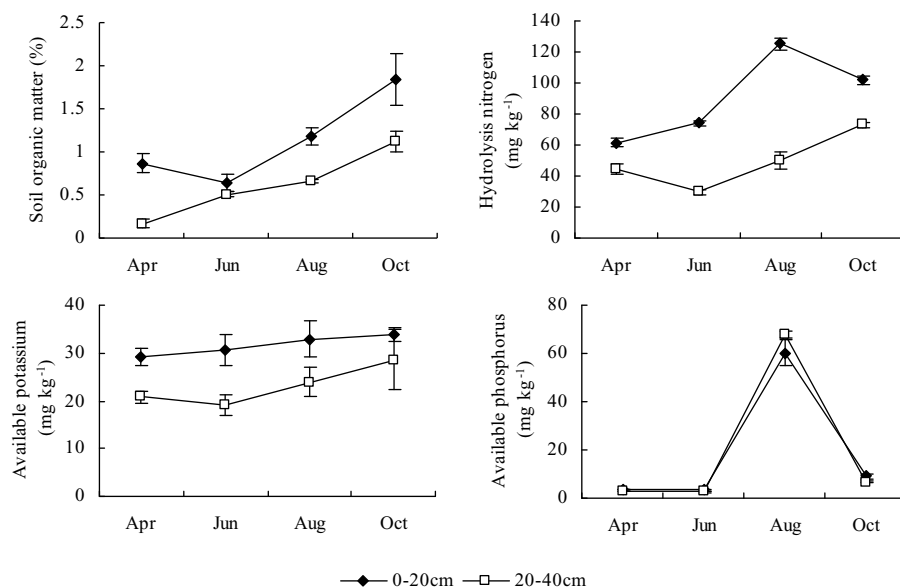 Soil organic matter (%)
2.5
2
1.5
1
0.5
0
Apr Jun Aug Oct
Hydrolysis nitrogen
(mg kg-1)
140
120
100
80
60
40
20
0
Apr Jun Aug Oct
Available potassium
(mg kg-1)
40
30
20
10
0
Apr Jun Aug Oct
Available phosphorus
(mg kg-1)
80
60
40
20
0
Apr Jun Aug Oct
0-20cm 20-40cm